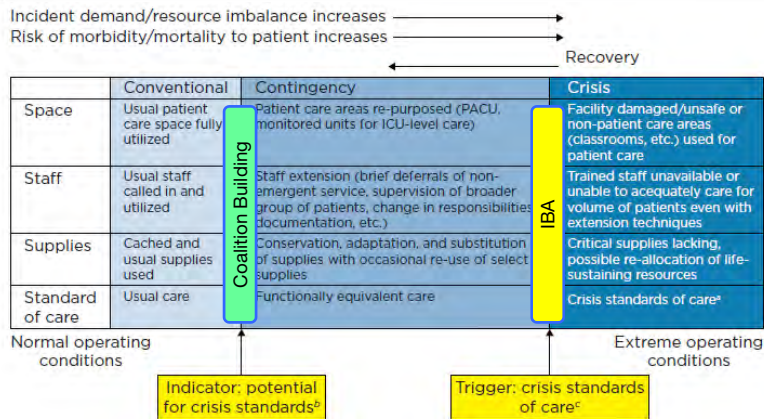 Incident demand/resource imbalance increases
Risk of morbidity/mortality to patient increases
Recovery
Conventional
Contingency
Crisis
Space
Usual patient
care space fully
utilized
Patient care areas re-purposed (PACU,
monitored units for ICU-level care)
Facility damaged/unsafe or
non-patient care areas
(classrooms, etc.) used for
patient care
Staff
Usual staff
called in and
utilized
Staff extension (brief deferrals of non-
emergent service, supervision of broader
group of patients, change in responsibilities,
documentation, etc.)
Trained staff unavailable or
unable to acequately care for
volume of patients even with
extension techniques
Supplies
Cached and
usual supplies
used
Conservation, adaptation, and substitution
of supplies with occasional re-use of select
supplies
Critical supplies lacking,
possible re-allocation of life-
sustaining resources
Standard
of care
Usual care
Functionally equivalent care
Crisis standards of careᵃ
Coalition Building
IBA
Normal operating
conditions
Extreme operating
conditions
Indicator: potential
for crisis standardsᵇ
Trigger: crisis standards
of careᶜ